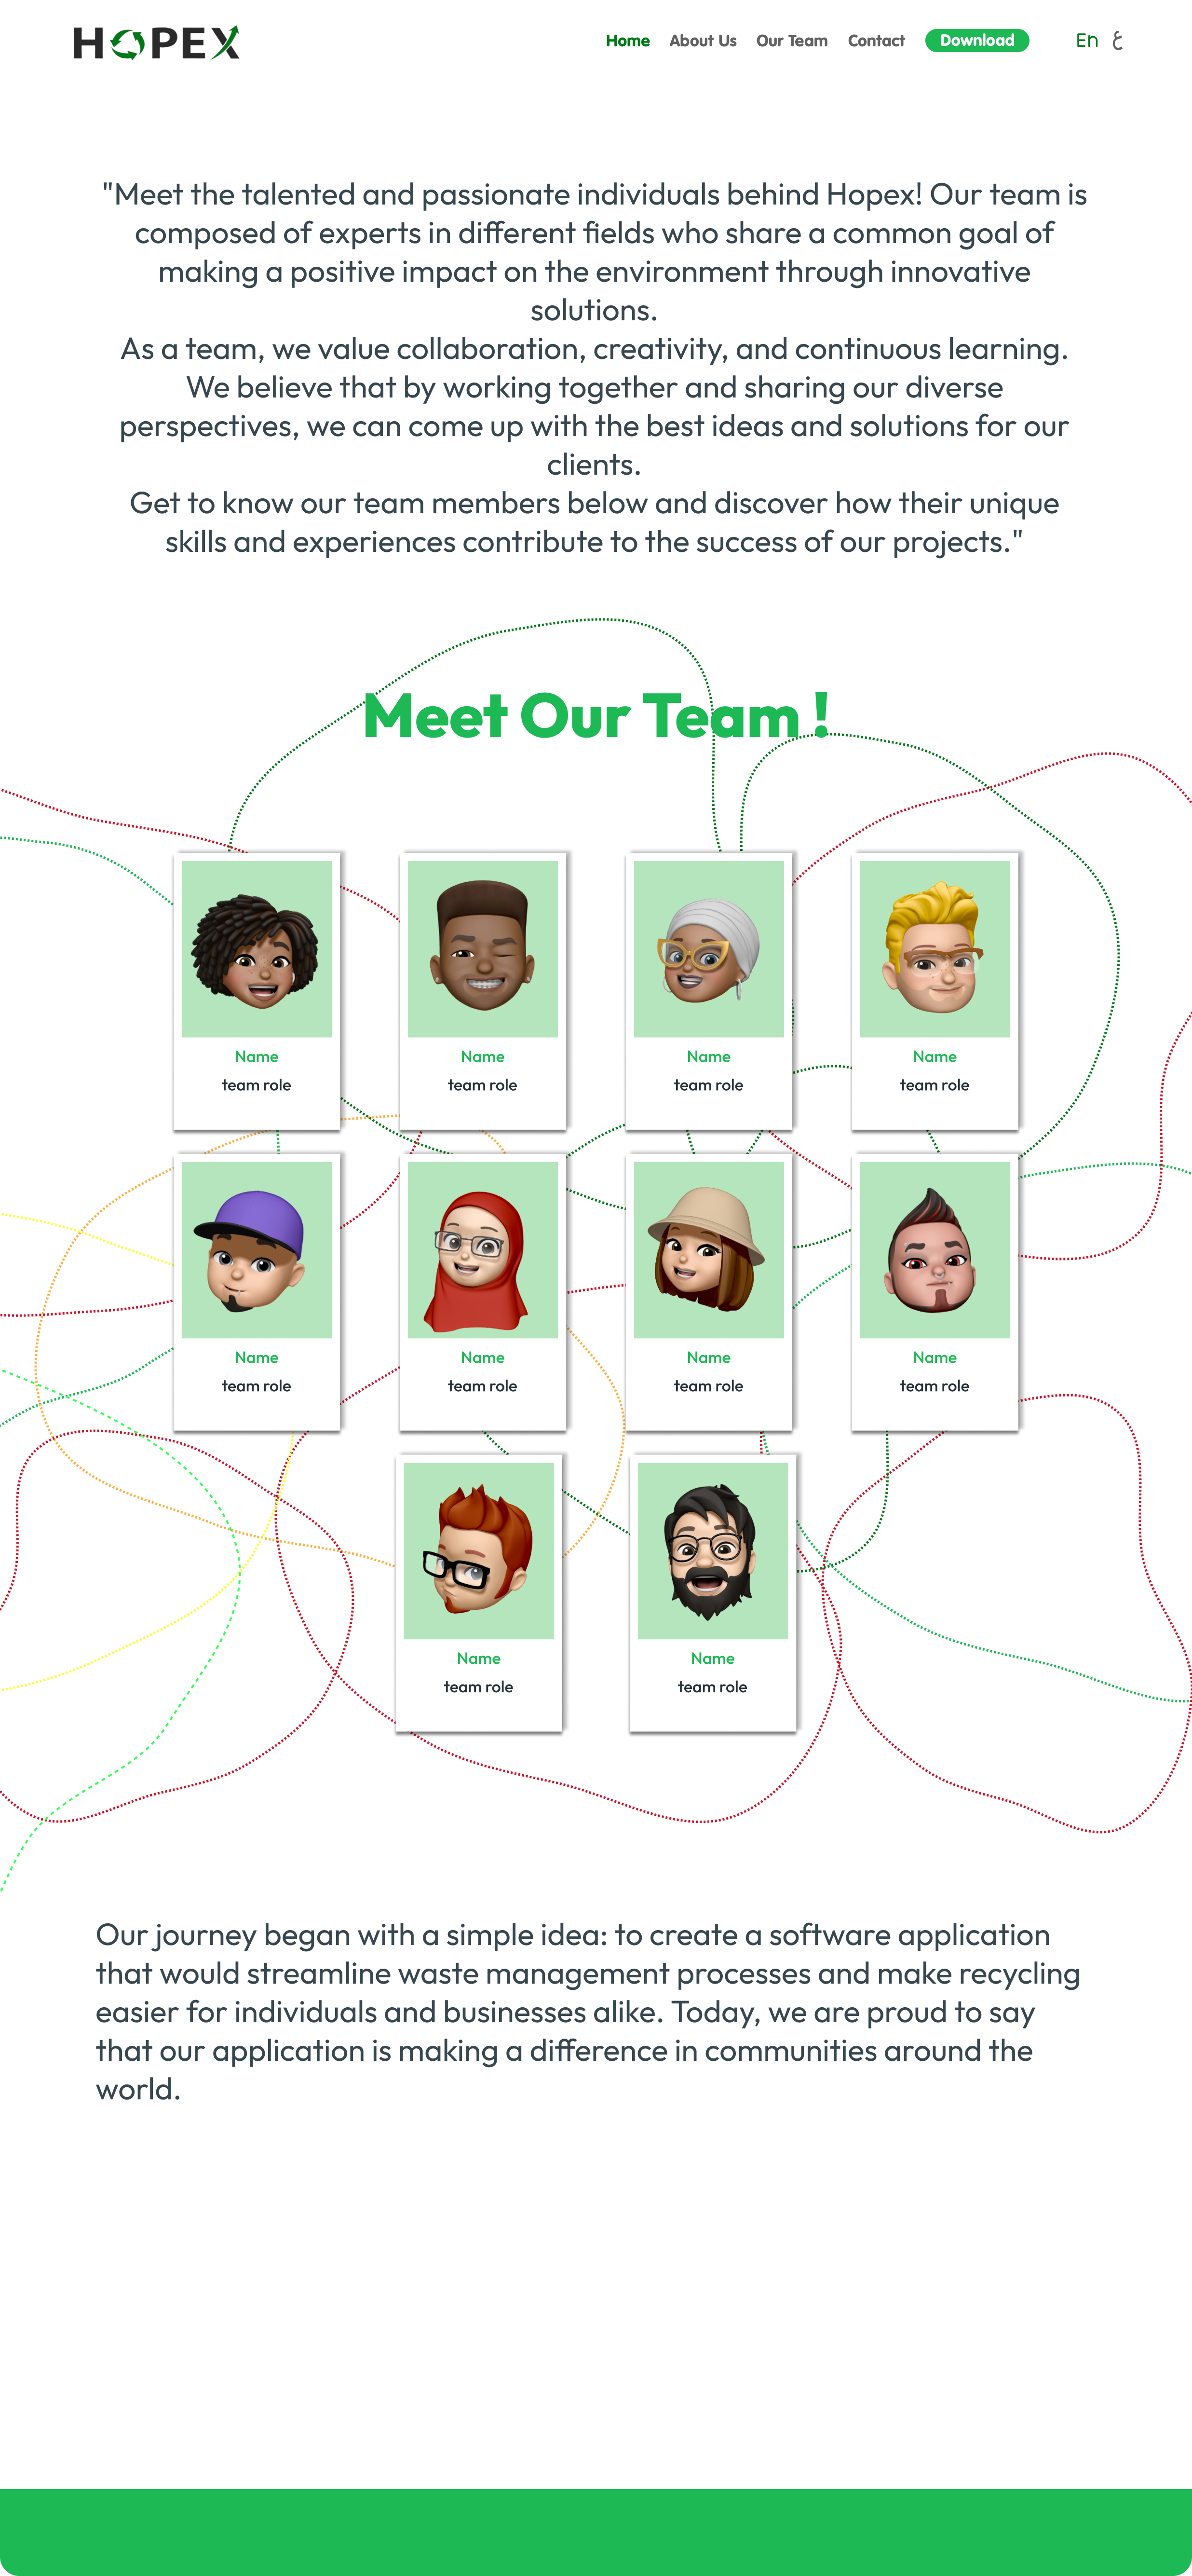 HOPEX
Home About Us Our Team Contact Download En ع
"Meet the talented and passionate individuals behind Hopex! Our team is
composed of experts in different fields who share a common goal of
making a positive impact on the environment through innovative
solutions.
As a team, we value collaboration, creativity, and continuous learning.
We believe that by working together and sharing our diverse
perspectives, we can come up with the best ideas and solutions for our
clients.
Get to know our team members below and discover how their unique
skills and experiences contribute to the success of our projects."
Meet Our Team !
Name Name Name Name
team role team role team role team role
Name Name Name Name
team role team role team role team role
Name Name
team role team role
Our journey began with a simple idea: to create a software application
that would streamline waste management processes and make recycling
easier for individuals and businesses alike. Today, we are proud to say
that our application is making a difference in communities around the
world.